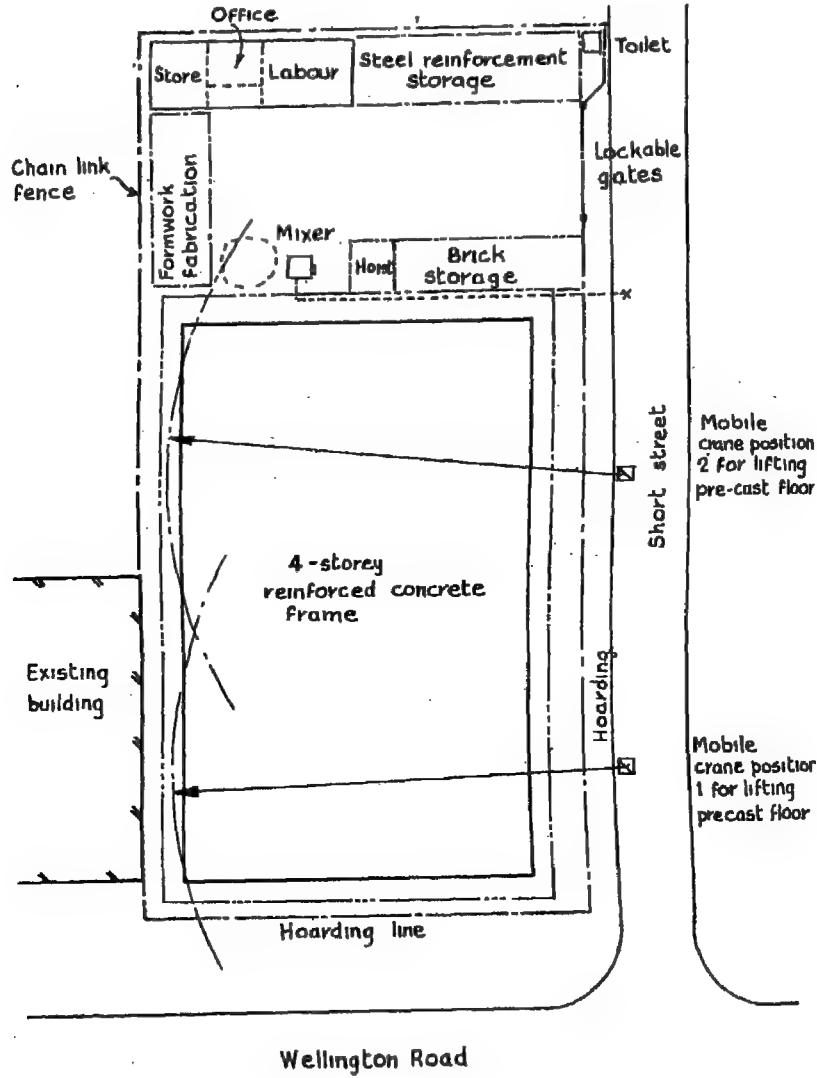 Office
Store
Labour
Steel reinforcement
storage
Toilet
Lockable
gates
Chain link
fence
Formwork
fabrication
Mixer
Hoist
Brick
storage
Short street
Mobile
crane position
2 for lifting
pre-cast floor
4-storey
reinforced concrete
frame
Existing
building
Hoarding
Mobile
crane position
1 for lifting
precast floor
Hoarding line
Wellington Road